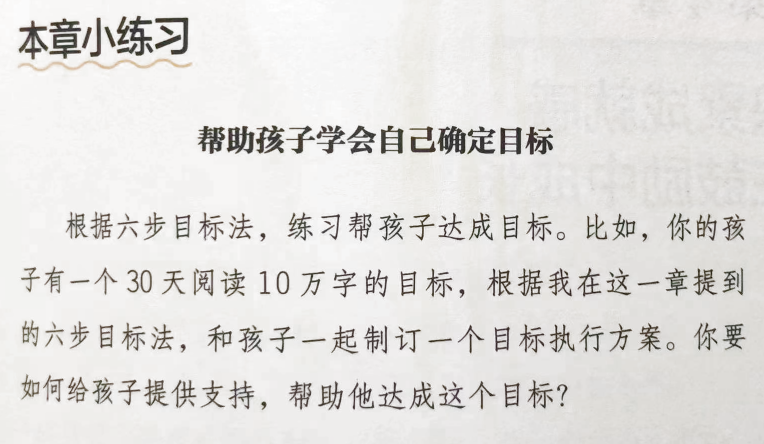 本章小练习
帮助孩子学会自己确定目标
根据六步目标法，练习帮孩子达成目标。比如，你的孩
子有一个30天阅读10万字的目标，根据我在这一章提到
的六步目标法，和孩子一起制订一个目标执行方案。你要
如何给孩子提供支持，帮助他达成这个目标？